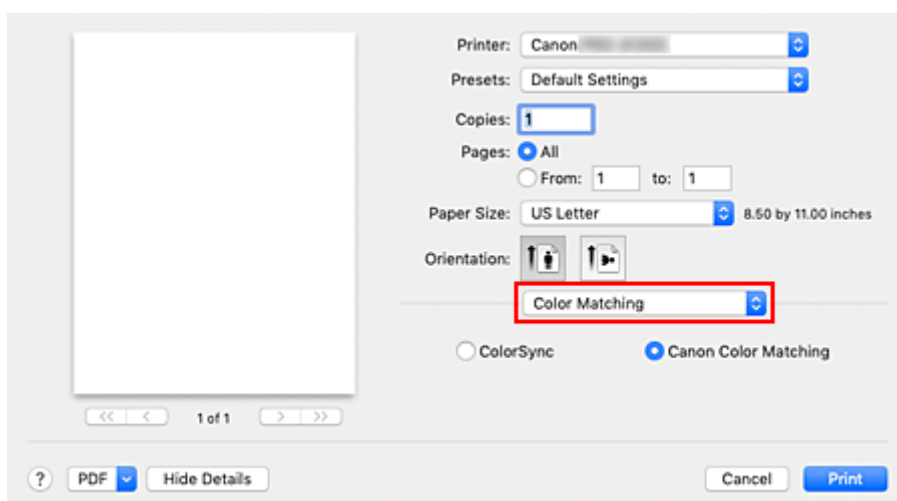 Printer: Canon
Presets: Default Settings
Copies: 1
Pages: All
From: 1 to: 1
Paper Size: US Letter 8.50 by 11.00 inches
Orientation:
Color Matching
ColorSync Canon Color Matching
<< < 1 of 1 > >>
? PDF Hide Details Cancel Print